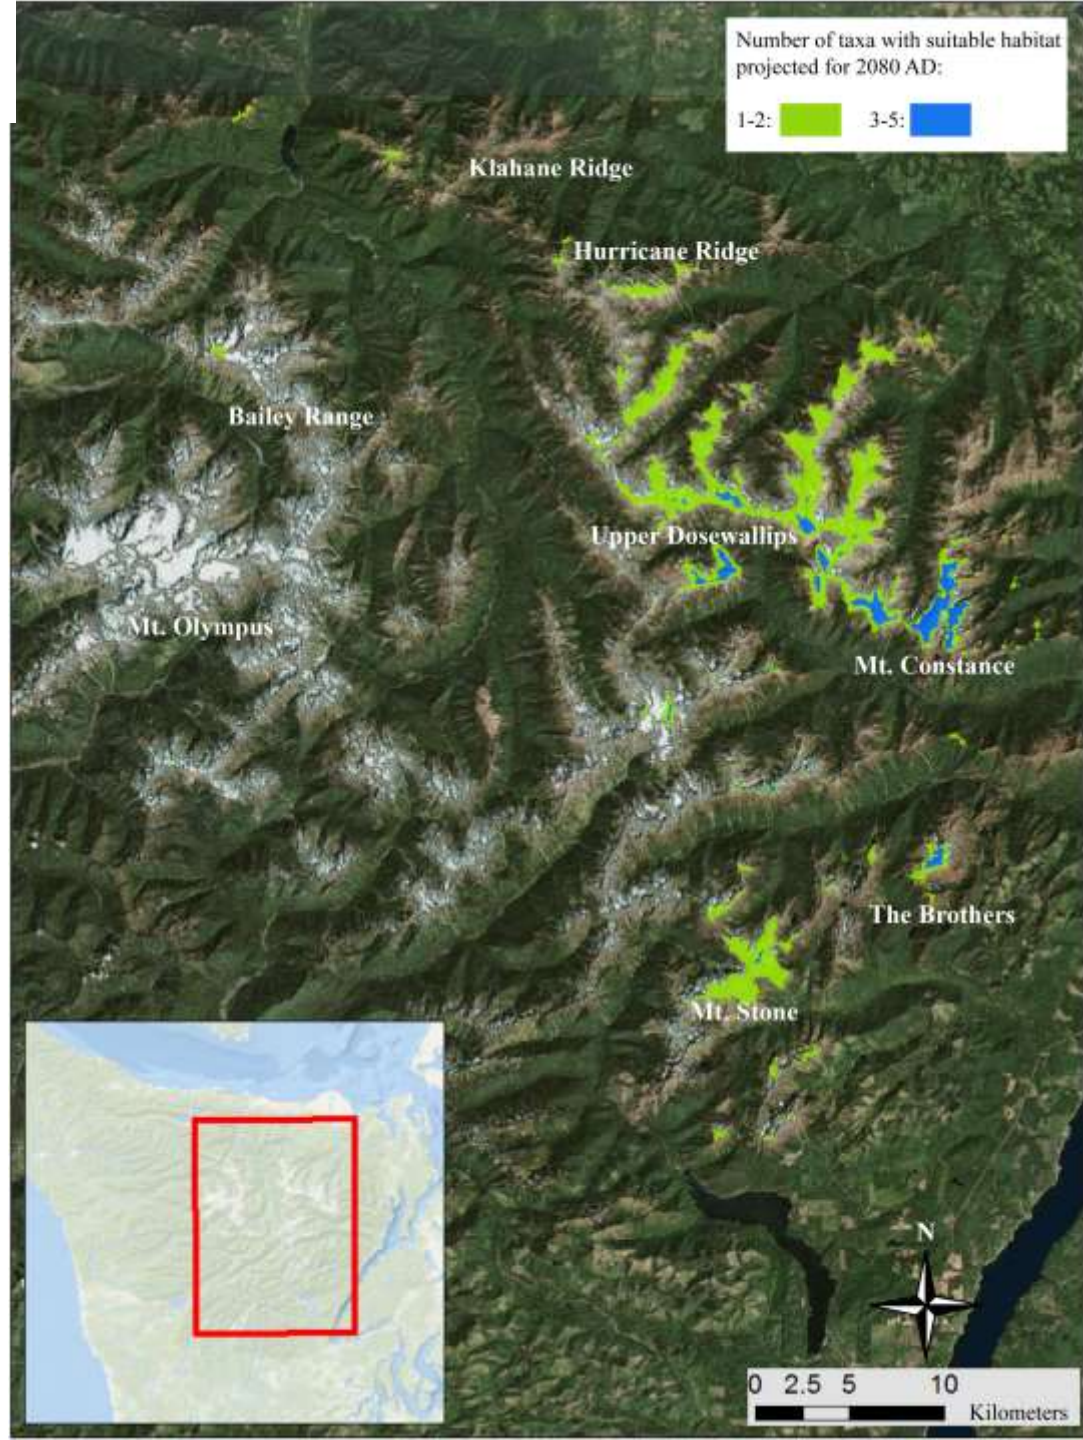 Number of taxa with suitable habitat
projected for 2080 AD:
1-2: 3-5:
Klahane Ridge
Hurricane Ridge
Bailey Range
Upper Dosewallips
Mt. Olympus
Mt. Constance
The Brothers
Mt. Stone
N
0 2.5 5 10
Kilometers